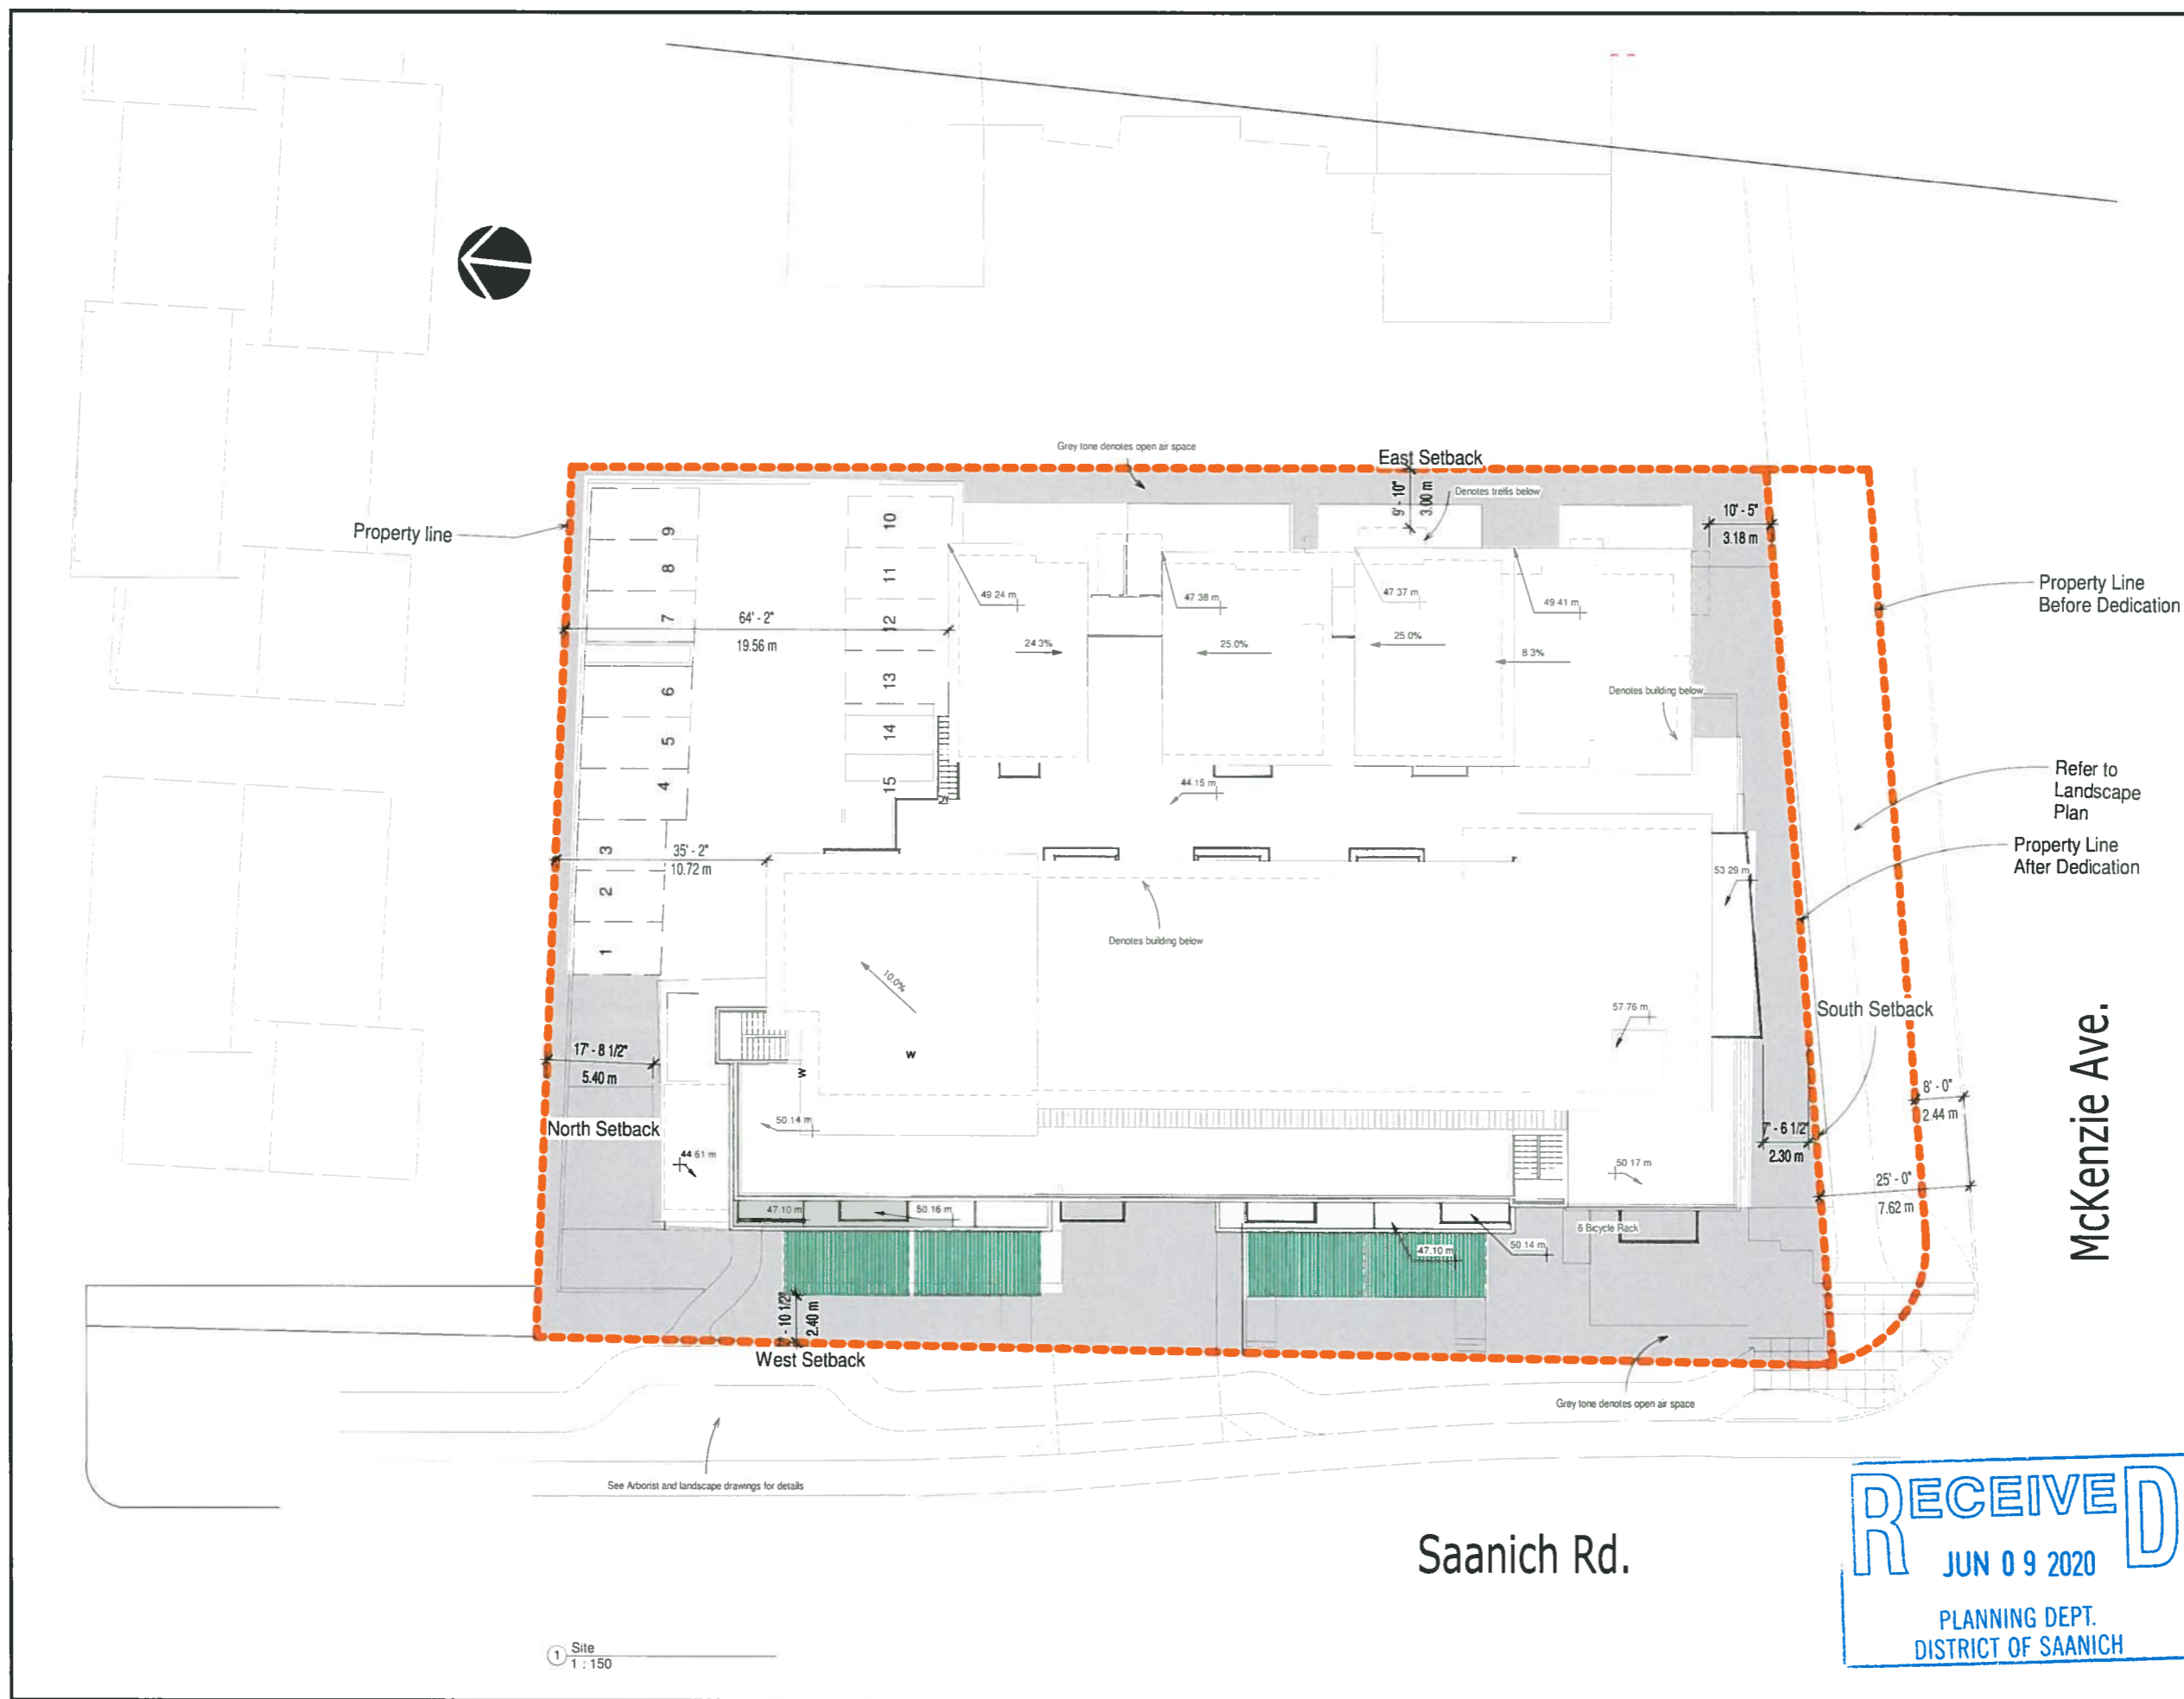 Grey tone denotes open air space
East Setback
9' - 10"
3.00 m
Denotes trellis below
10' - 5"
3.18 m
Property line
9
8
7
6
5
4
3
2
1
10
11
12
13
14
15
64' - 2"
19.56 m
49.24 m
47.38 m
47.37 m
49.41 m
24.3%
25.0%
25.0%
8.3%
Denotes building below
Property Line
Before Dedication
Refer to
Landscape
Plan
Property Line
After Dedication
44.15 m
35' - 2"
10.72 m
53.29 m
Denotes building below
10.0%
W
W
57.76 m
South Setback
McKenzie Ave.
17' - 8 1/2"
5.40 m
North Setback
44.61 m
50.14 m
8' - 0"
2.44 m
7' - 6 1/2"
2.30 m
50.17 m
25' - 0"
7.62 m
47.10 m
50.16 m
6 Bicycle Rack
47.10 m
50.14 m
- 10 1/2"
2.40 m
West Setback
Grey tone denotes open air space
See Arborist and landscape drawings for details
Saanich Rd.
RECEIVED
JUN 09 2020
PLANNING DEPT.
DISTRICT OF SAANICH
1 Site
1 : 150